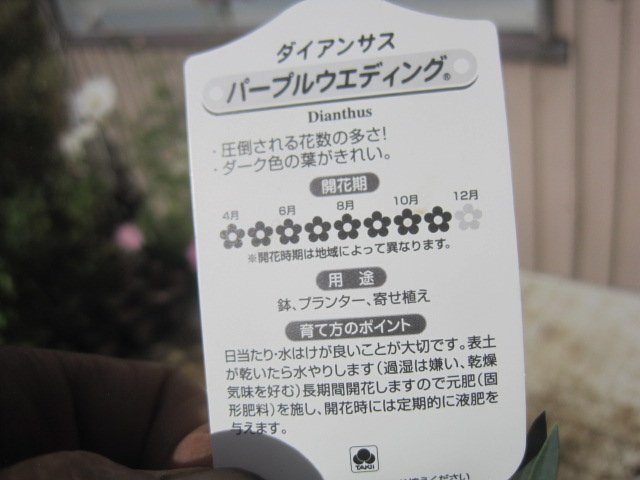 ダイアンサス
パープルウエディング®
Dianthus
・圧倒される花数の多さ!
・ダーク色の葉がきれい。
開花期
4月 6月 8月 10月 12月
※開花時期は地域によって異なります。
用途
鉢、プランター、寄せ植え
育て方のポイント
日当たり・水はけが良いことが大切です。表土
が乾いたら水やりします(過湿は嫌い、乾燥
気味を好む)長期間開花しますので元肥(固
形肥料)を施し、開花時には定期的に液肥を
与えます。
TAKII
ください